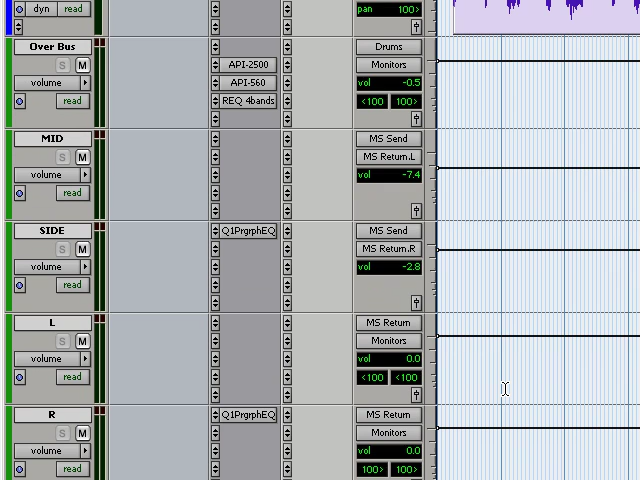 dyn read pan 100>
Over Bus Drums
S M API-2500 Monitors
volume API-560 vol -0.5
read REQ 4bands <100 100>
MID MS Send
S M MS Return.L
volume vol -7.4
read
SIDE Q1PrgrphEQ MS Send
S M MS Return.R
volume vol -2.8
read
L MS Return
S M Monitors
volume vol 0.0
read <100 <100
R Q1PrgrphEQ MS Return
S M Monitors
volume vol 0.0
read 100> 100>